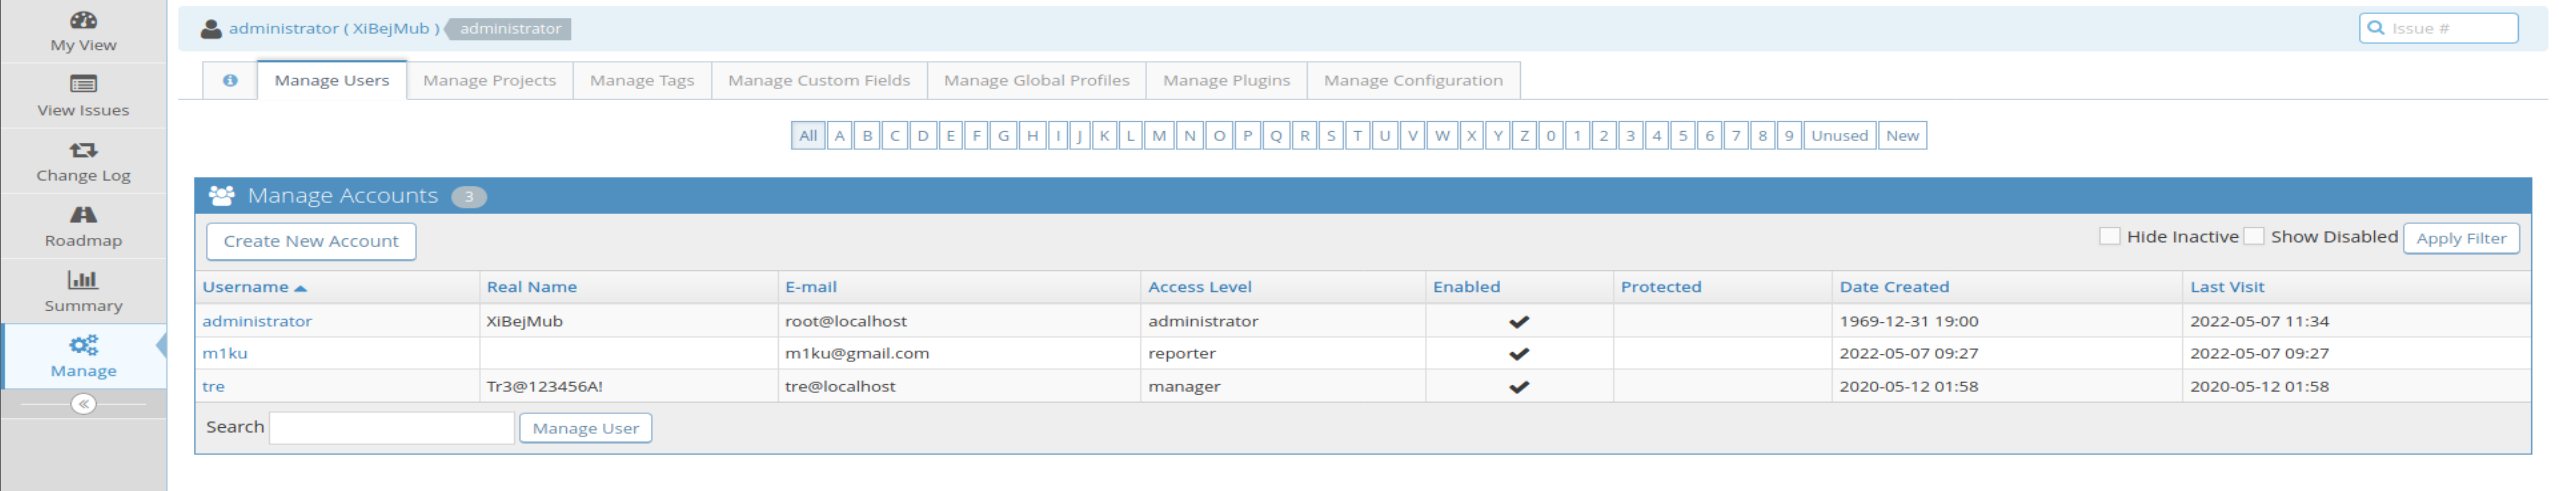 My View
View Issues
Change Log
Roadmap
Summary
Manage
administrator ( XiBejMub ) administrator
Issue #
Manage Users Manage Projects Manage Tags Manage Custom Fields Manage Global Profiles Manage Plugins Manage Configuration
All A B C D E F G H I J K L M N O P Q R S T U V W X Y Z 0 1 2 3 4 5 6 7 8 9 Unused New
Manage Accounts 3
Create New Account Hide Inactive Show Disabled Apply Filter
Username Real Name E-mail Access Level Enabled Protected Date Created Last Visit
administrator XiBejMub root@localhost administrator 1969-12-31 19:00 2022-05-07 11:34
m1ku m1ku@gmail.com reporter 2022-05-07 09:27 2022-05-07 09:27
tre Tr3@123456A! tre@localhost manager 2020-05-12 01:58 2020-05-12 01:58
Search Manage User